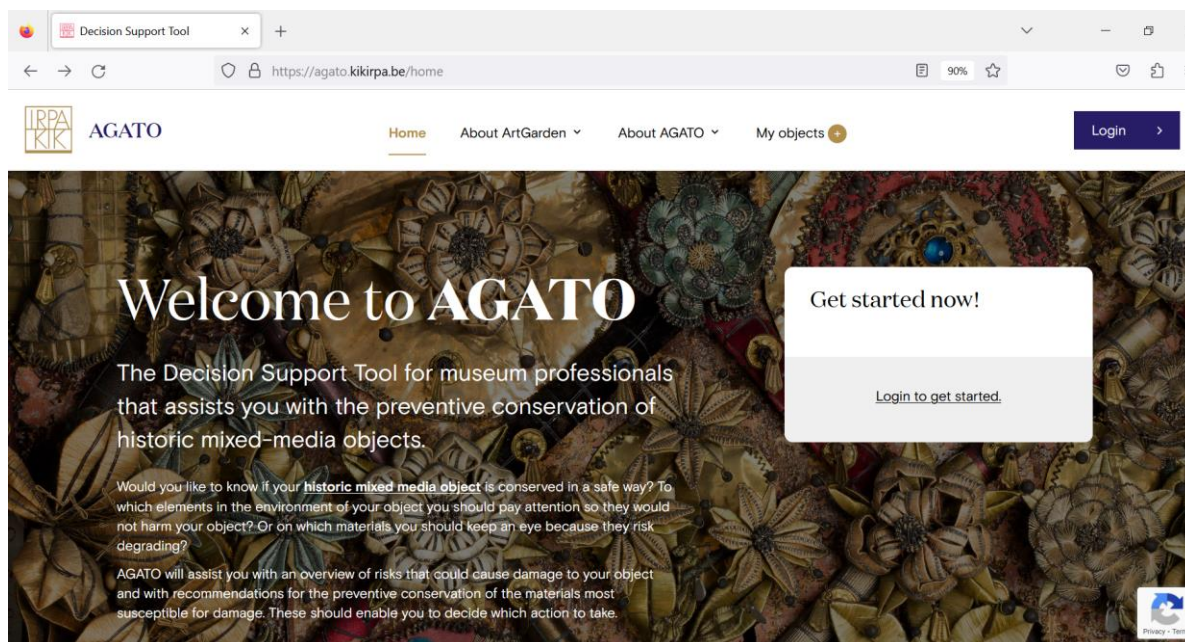 Decision Support Tool
https://agato.kikirpa.be/home
90%
IRPA
KIK
AGATO
Home
About ArtGarden
About AGATO
My objects
Login
Welcome to AGATO
The Decision Support Tool for museum professionals
that assists you with the preventive conservation of
historic mixed-media objects.
Would you like to know if your historic mixed media object is conserved in a safe way? To
which elements in the environment of your object you should pay attention so they would
not harm your object? Or on which materials you should keep an eye because they risk
degrading?
AGATO will assist you with an overview of risks that could cause damage to your object
and with recommendations for the preventive conservation of the materials most
susceptible for damage. These should enable you to decide which action to take.
Get started now!
Login to get started.
Privacy